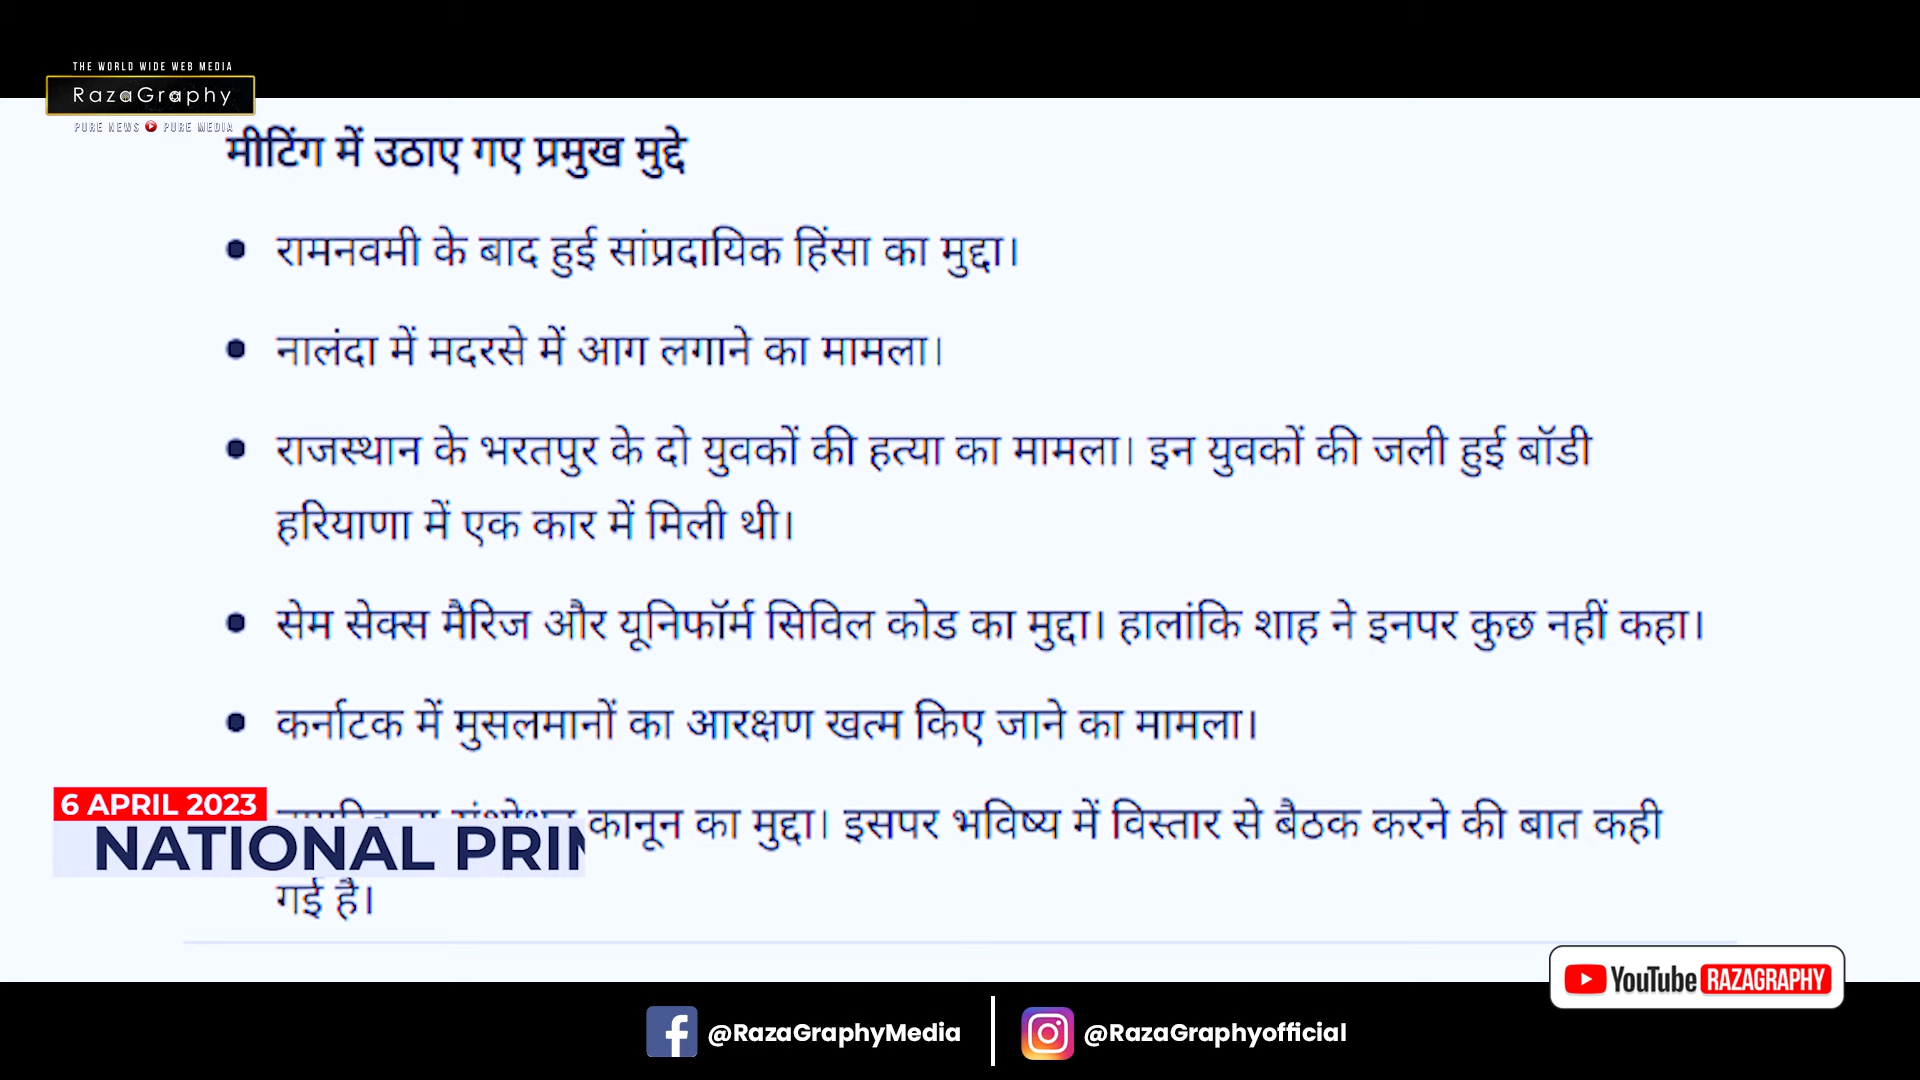 THE WORLD WIDE WEB MEDIA
RazaGraphy
PURE NEWS PURE MEDIA
मीटिंग में उठाए गए प्रमुख मुद्दे
रामनवमी के बाद हुई सांप्रदायिक हिंसा का मुद्दा।
नालंदा में मदरसे में आग लगाने का मामला।
राजस्थान के भरतपुर के दो युवकों की हत्या का मामला। इन युवकों की जली हुई बॉडी
हरियाणा में एक कार में मिली थी।
सेम सेक्स मैरिज और यूनिफॉर्म सिविल कोड का मुद्दा। हालांकि शाह ने इनपर कुछ नहीं कहा।
कर्नाटक में मुसलमानों का आरक्षण खत्म किए जाने का मामला।
कानून का मुद्दा। इसपर भविष्य में विस्तार से बैठक करने की बात कही
गई है।
6 APRIL 2023
NATIONAL PRIN
YouTube RAZAGRAPHY
@RazaGraphyMedia
@RazaGraphyofficial